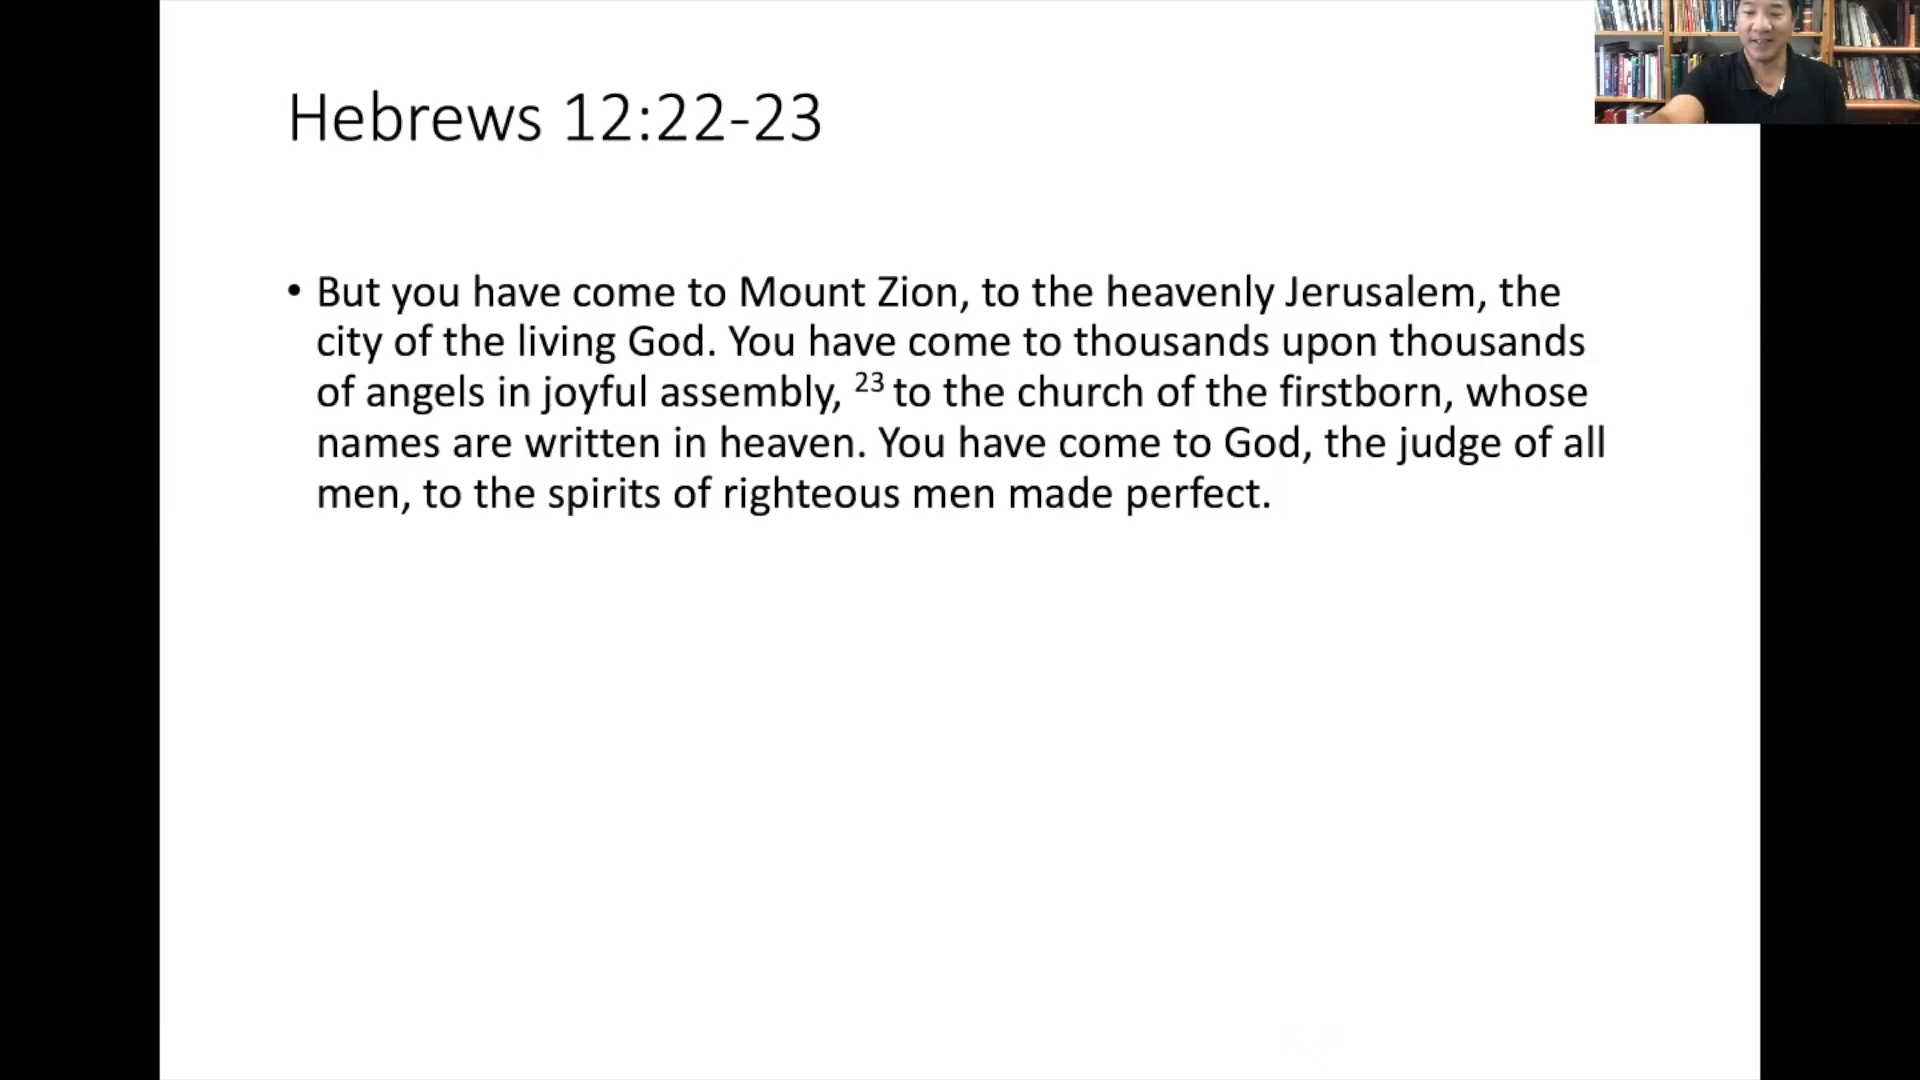 Hebrews 12:22-23
• But you have come to Mount Zion, to the heavenly Jerusalem, the
city of the living God. You have come to thousands upon thousands
of angels in joyful assembly, 23 to the church of the firstborn, whose
names are written in heaven. You have come to God, the judge of all
men, to the spirits of righteous men made perfect.